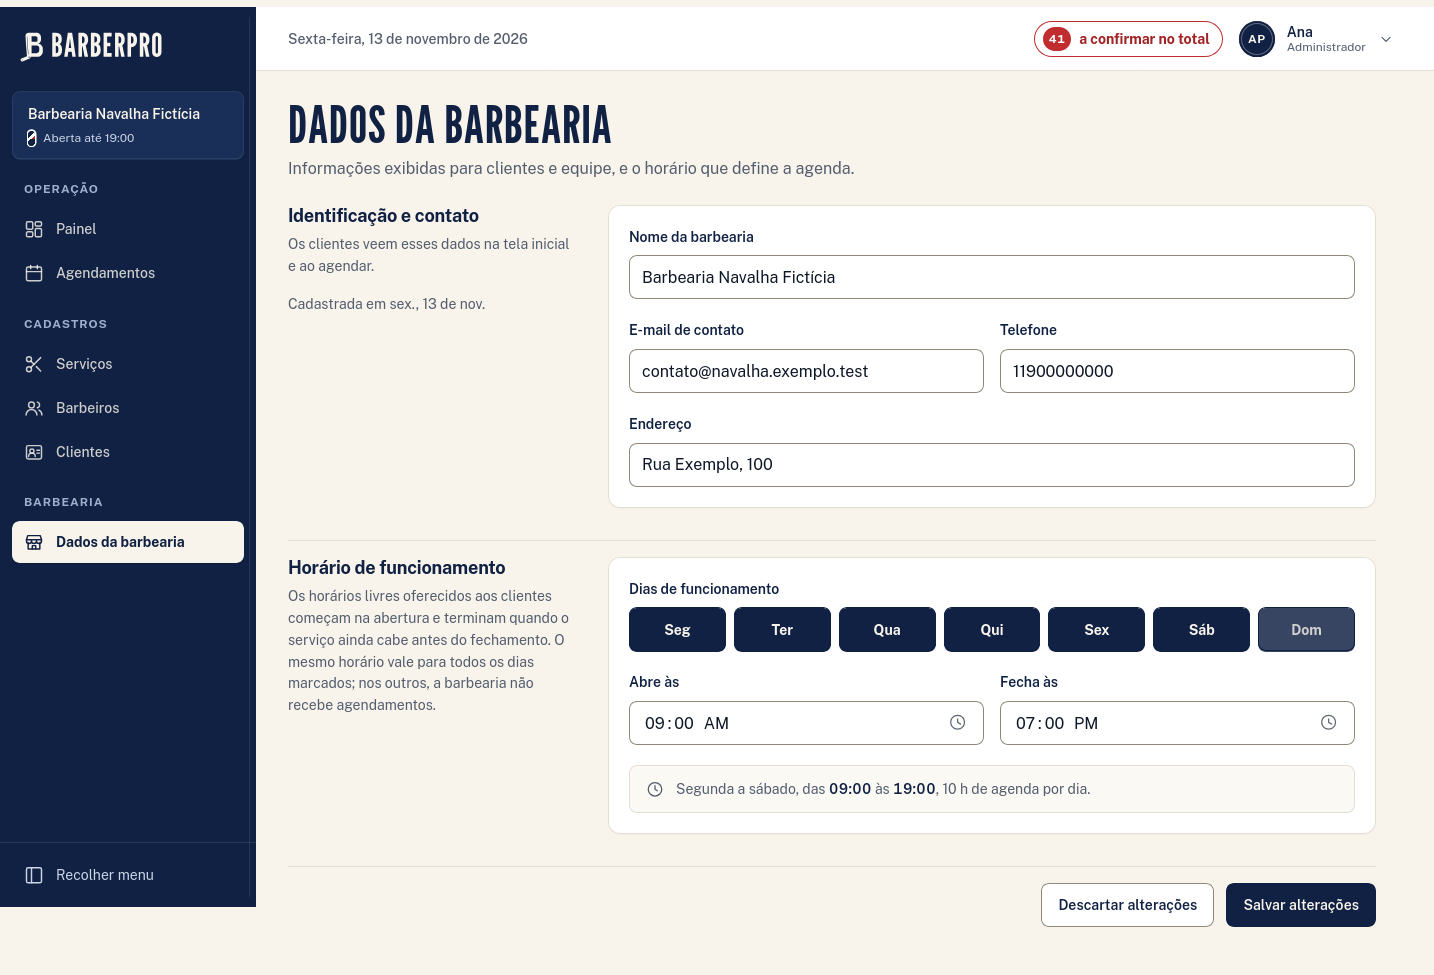 BARBERPRO
Barbearia Navalha Fictícia
Aberta até 19:00
OPERAÇÃO
Painel
Agendamentos
CADASTROS
Serviços
Barbeiros
Clientes
BARBEARIA
Dados da barbearia
Recolher menu
Sexta-feira, 13 de novembro de 2026
41 a confirmar no total
AP
Ana
Administrador
DADOS DA BARBEARIA
Informações exibidas para clientes e equipe, e o horário que define a agenda.
Identificação e contato
Os clientes veem esses dados na tela inicial
e ao agendar.
Cadastrada em sex., 13 de nov.
Nome da barbearia
Barbearia Navalha Fictícia
E-mail de contato
Telefone
contato@navalha.exemplo.test
11900000000
Endereço
Rua Exemplo, 100
Horário de funcionamento
Os horários livres oferecidos aos clientes
começam na abertura e terminam quando o
serviço ainda cabe antes do fechamento. O
mesmo horário vale para todos os dias
marcados; nos outros, a barbearia não
recebe agendamentos.
Dias de funcionamento
Seg Ter Qua Qui Sex Sáb Dom
Abre às
Fecha às
09:00 AM
07:00 PM
Segunda a sábado, das 09:00 às 19:00, 10 h de agenda por dia.
Descartar alterações
Salvar alterações